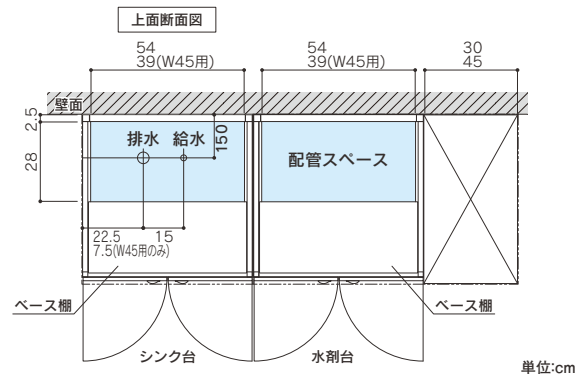 上面断面図
54
39(W45用)
54
39(W45用)
30
45
壁面
2.5
28
排水 給水
150
配管スペース
22.5 15
7.5(W45用のみ)
ベース棚
ベース棚
シンク台
水剤台
単位:cm